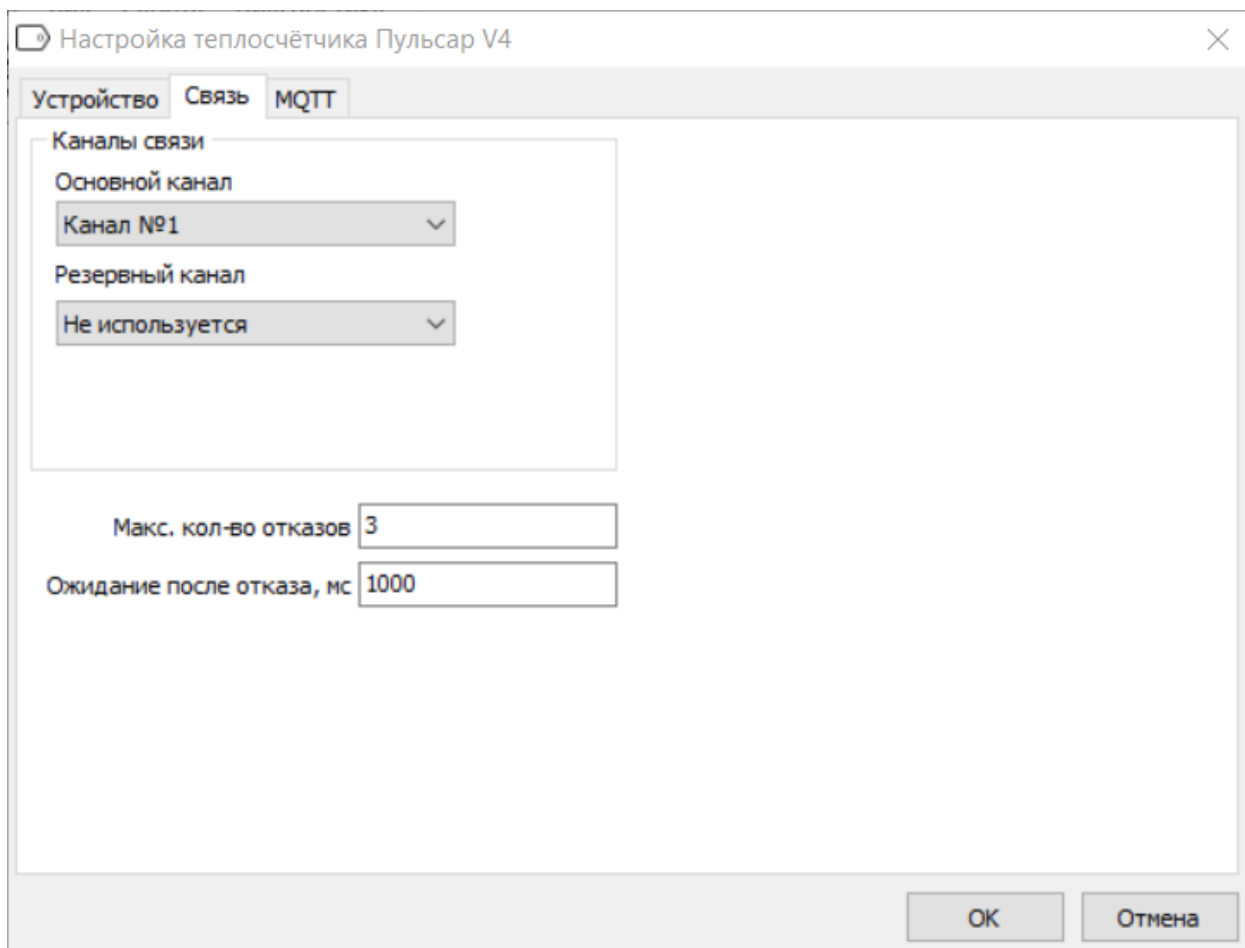 Настройка теплосчётчика Пульсар V4
Устройство Связь MQTT
Каналы связи
Основной канал
Канал №1
Резервный канал
Не используется
Макс. кол-во отказов 3
Ожидание после отказа, мс 1000
ОК Отмена